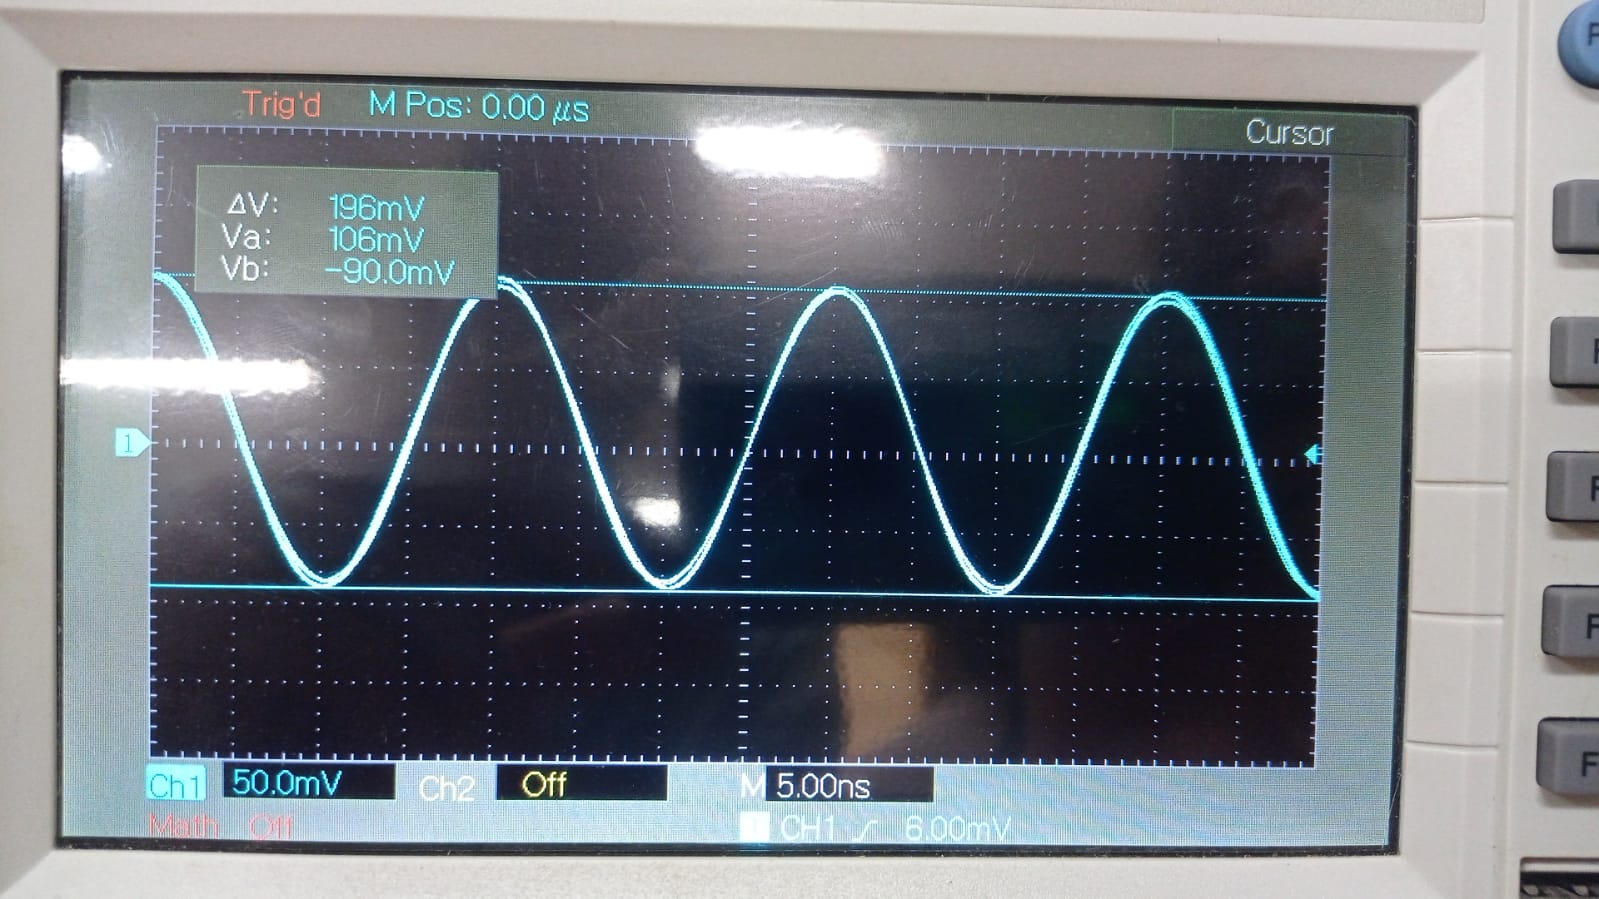 Trig'd M Pos: 0.00 μs
Cursor
ΔV: 196mV
Va: 106mV
Vb: -90.0mV
1
Ch1 50.0mV Ch2 Off M 5.00ns
Math Off CH1 6.00mV
F
F
F
F